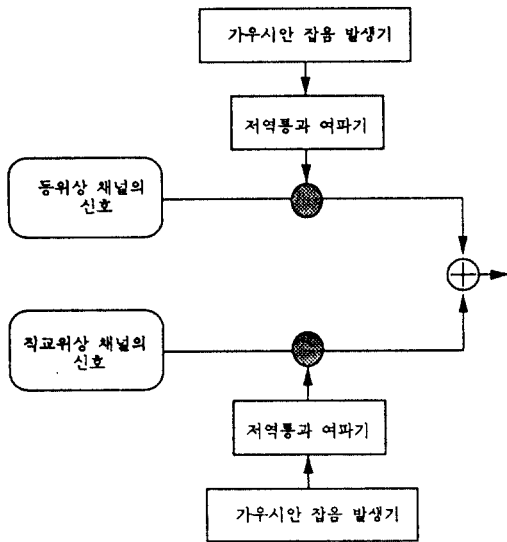 가우시안 잡음 발생기
저역통과 여파기
동위상 채널의
신호
직교위상 채널의
신호
저역통과 여파기
가우시안 잡음 발생기